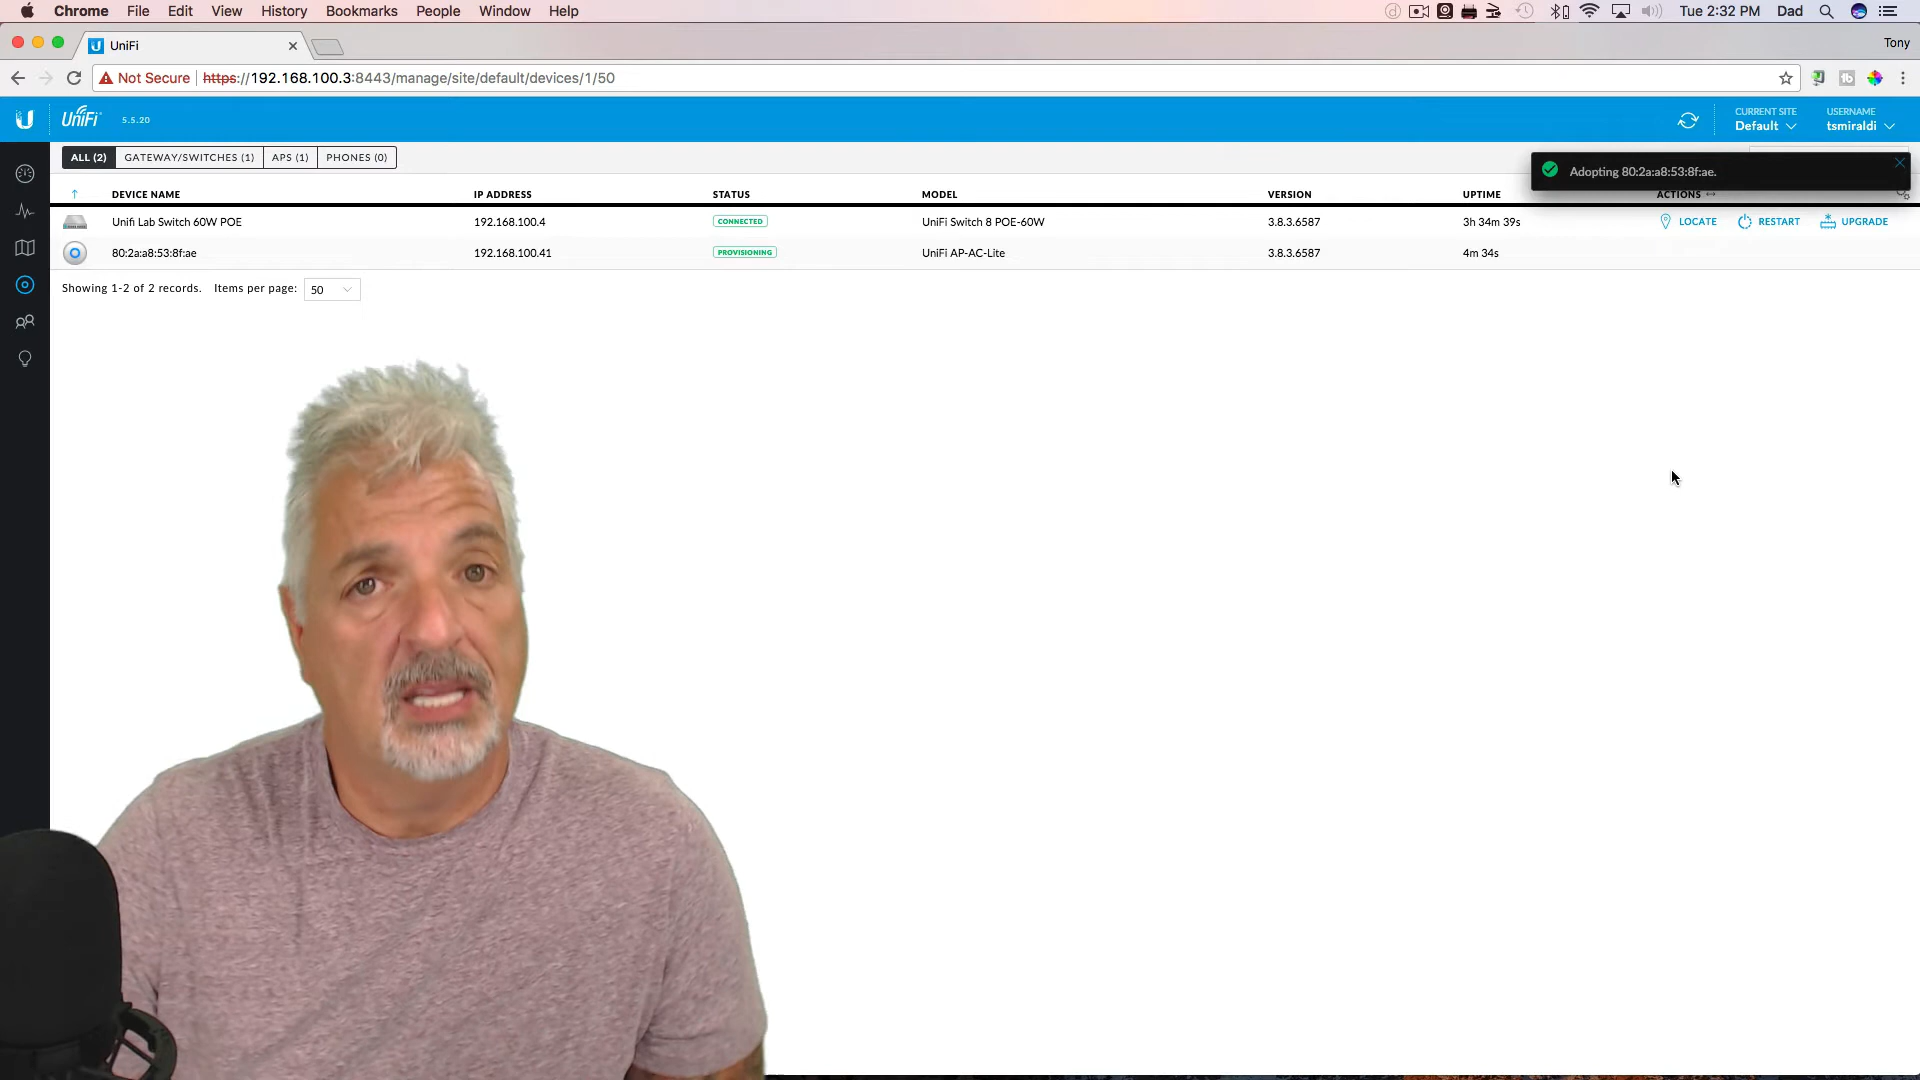 Chrome File Edit View History Bookmarks People Window Help Tue 2:32 PM Dad
UniFi Tony
Not Secure https://192.168.100.3:8443/manage/site/default/devices/1/50
UniFi 5.5.20 CURRENT SITE USERNAME
Default tsmiraldi
ALL (2) GATEWAY/SWITCHES (1) APS (1) PHONES (0)
Adopting 80:2a:a8:53:8f:ae.
DEVICE NAME IP ADDRESS STATUS MODEL VERSION UPTIME ACTIONS
Unifi Lab Switch 60W POE 192.168.100.4 CONNECTED UniFi Switch 8 POE-60W 3.8.3.6587 3h 34m 39s LOCATE RESTART UPGRADE
80:2a:a8:53:8f:ae 192.168.100.41 PROVISIONING UniFi AP-AC-Lite 3.8.3.6587 4m 34s
Showing 1-2 of 2 records. Items per page: 50